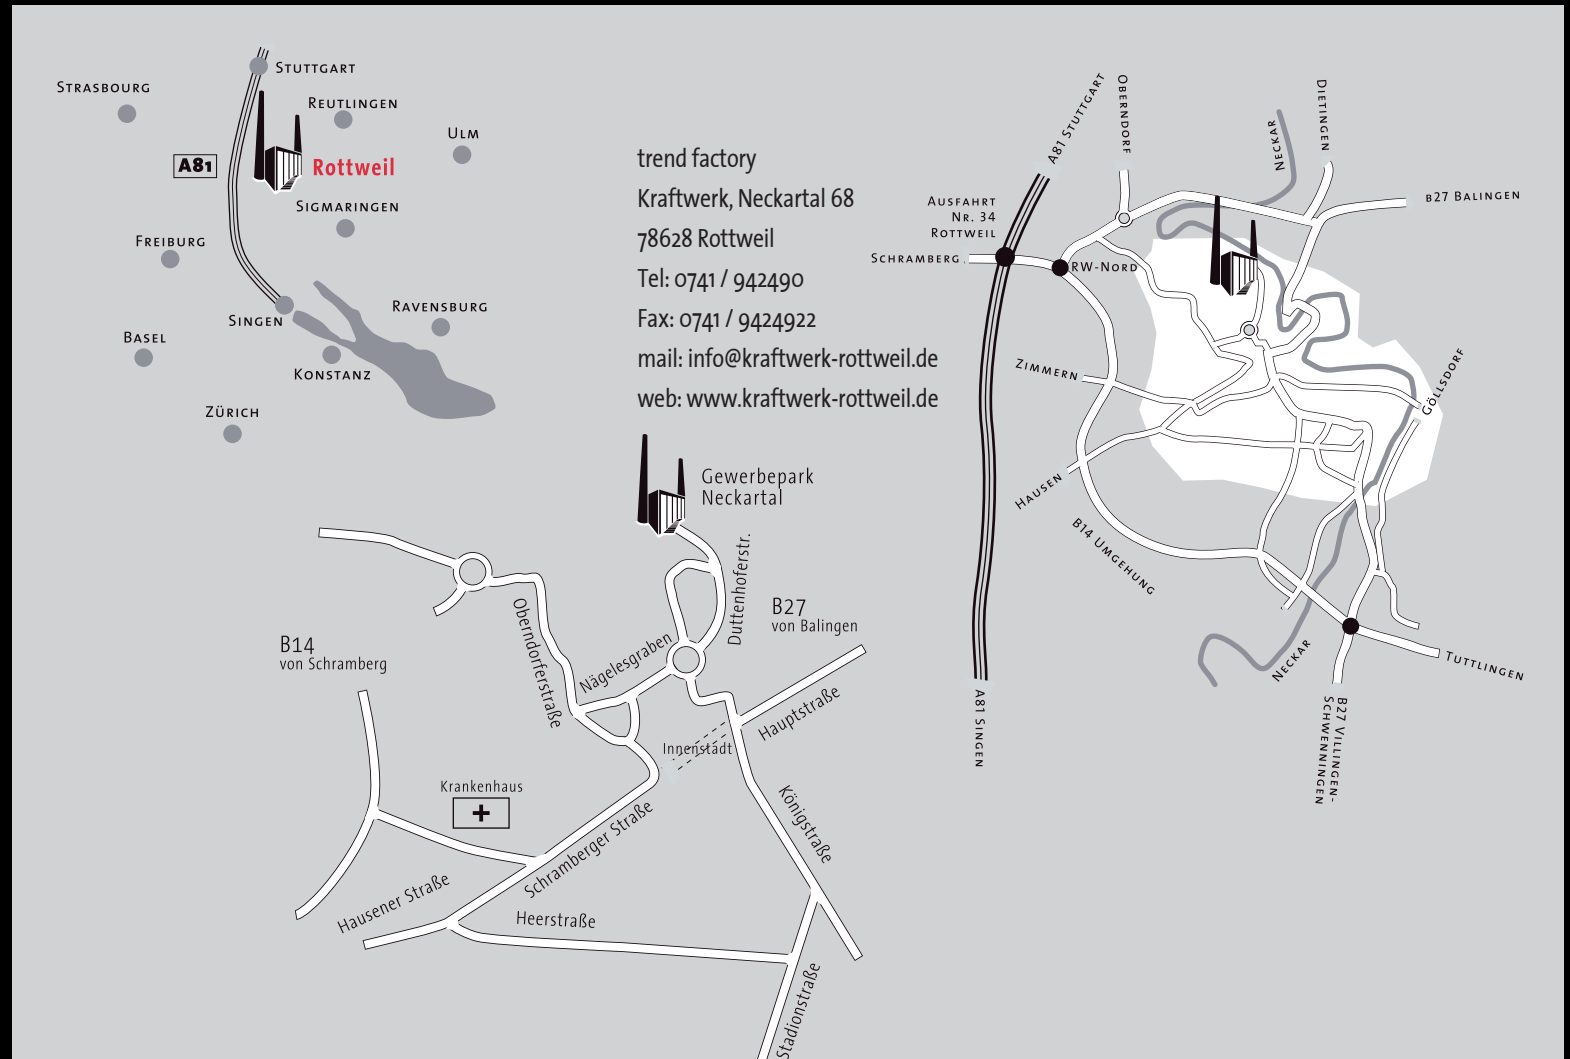 STUTTGART
STRASBOURG
REUTLINGEN
ULM
A81
Rottweil
SIGMARINGEN
FREIBURG
RAVENSBURG
SINGEN
BASEL
KONSTANZ
ZÜRICH
trend factory
Kraftwerk, Neckartal 68
78628 Rottweil
Tel: 0741 / 942490
Fax: 0741 / 9424922
mail: info@kraftwerk-rottweil.de
web: www.kraftwerk-rottweil.de
A81 STUTTGART
OBERNDORF
NECKAR
DIETINGEN
B27 BALINGEN
AUSFAHRT
NR. 34
ROTTWEIL
SCHRAMBERG
RW-NORD
ZIMMERN
GÖLLSDORF
HAUSEN
B14 UMGEHUNG
NECKAR
TUTTLINGEN
A81 SINGEN
B27 VILLINGEN-
SCHWENNINGEN
Gewerbepark
Neckartal
Duttenhoferstr.
B27
von Balingen
Oberndorferstraße
Nägelesgraben
B14
von Schramberg
Hauptstraße
Innenstadt
Krankenhaus
Königstraße
Schramberger Straße
Hausener Straße
Heerstraße
Stadionstraße